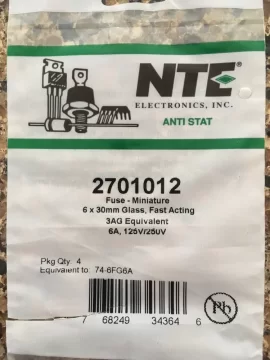 NTE
ELECTRONICS, INC.
ANTI STAT
2701012
Fuse - Miniature
6 x 30mm Glass, Fast Acting
3AG Equivalent
6A, 125V/250V
Pkg Qty: 4
Equivalent to: 74-6FG6A
7 68249 34364 6
Pb